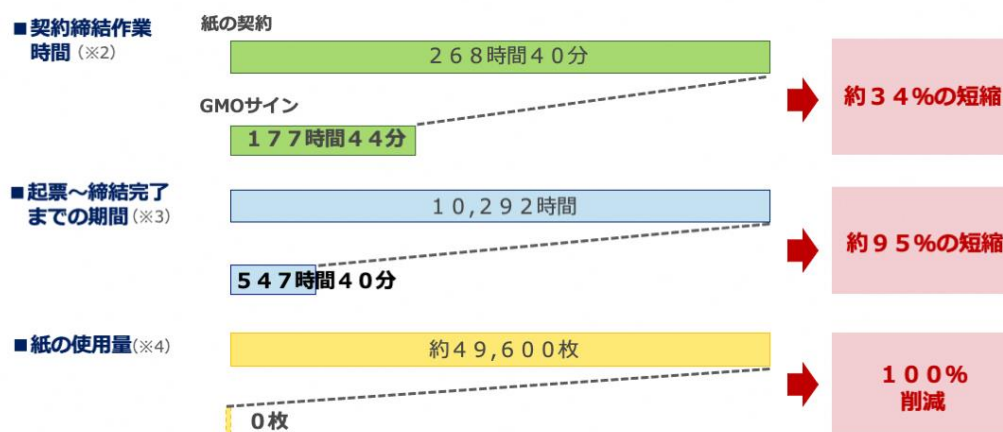 ■契約締結作業
時間（※2）
紙の契約
２６８時間４０分
GMOサイン
１７７時間４４分
約３４%の短縮
■起票～締結完了
までの期間（※3）
１０,２９２時間
５４７時間４０分
約９５%の短縮
■紙の使用量(※4)
約４９,６００枚
０枚
１００%
削減